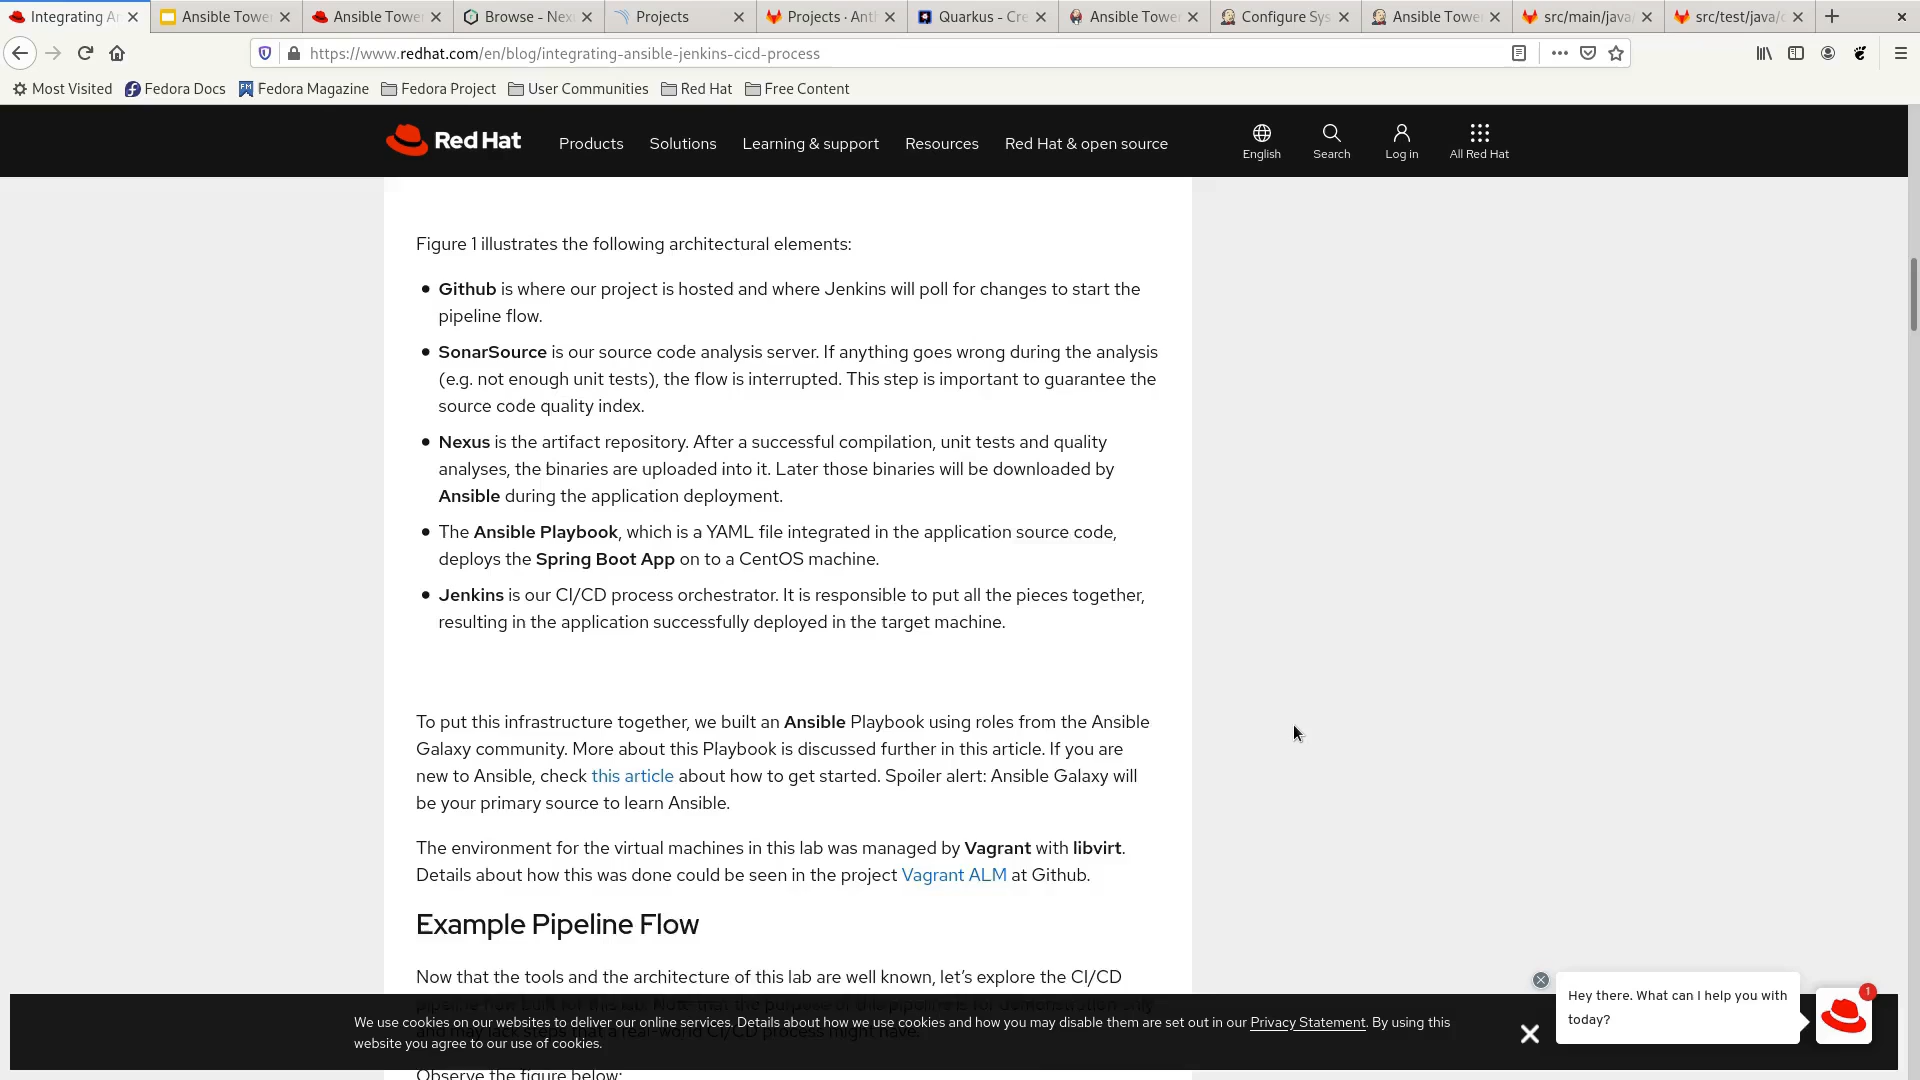 Integrating A
Ansible Towe
Ansible Towe
Browse - Nex
Projects
Projects · Ant
Quarkus - Cre
Ansible Towe
Configure Sys
Ansible Towe
src/main/java/
src/test/java/c
https://www.redhat.com/en/blog/integrating-ansible-jenkins-cicd-process
Most Visited
Fedora Docs
Fedora Magazine
Fedora Project
User Communities
Red Hat
Free Content
Red Hat
Products
Solutions
Learning & support
Resources
Red Hat & open source
English
Search
Log in
All Red Hat
Figure 1 illustrates the following architectural elements:
Github is where our project is hosted and where Jenkins will poll for changes to start the
pipeline flow.
SonarSource is our source code analysis server. If anything goes wrong during the analysis
(e.g. not enough unit tests), the flow is interrupted. This step is important to guarantee the
source code quality index.
Nexus is the artifact repository. After a successful compilation, unit tests and quality
analyses, the binaries are uploaded into it. Later those binaries will be downloaded by
Ansible during the application deployment.
The Ansible Playbook, which is a YAML file integrated in the application source code,
deploys the Spring Boot App on to a CentOS machine.
Jenkins is our CI/CD process orchestrator. It is responsible to put all the pieces together,
resulting in the application successfully deployed in the target machine.
To put this infrastructure together, we built an Ansible Playbook using roles from the Ansible
Galaxy community. More about this Playbook is discussed further in this article. If you are
new to Ansible, check this article about how to get started. Spoiler alert: Ansible Galaxy will
be your primary source to learn Ansible.
The environment for the virtual machines in this lab was managed by Vagrant with libvirt.
Details about how this was done could be seen in the project Vagrant ALM at Github.
Example Pipeline Flow
Now that the tools and the architecture of this lab are well known, let's explore the CI/CD
We use cookies on our websites to deliver our online services. Details about how we use cookies and how you may disable them are set out in our Privacy Statement. By using this
website you agree to our use of cookies.
Hey there. What can I help you with
today?
1
Observe the figure below: